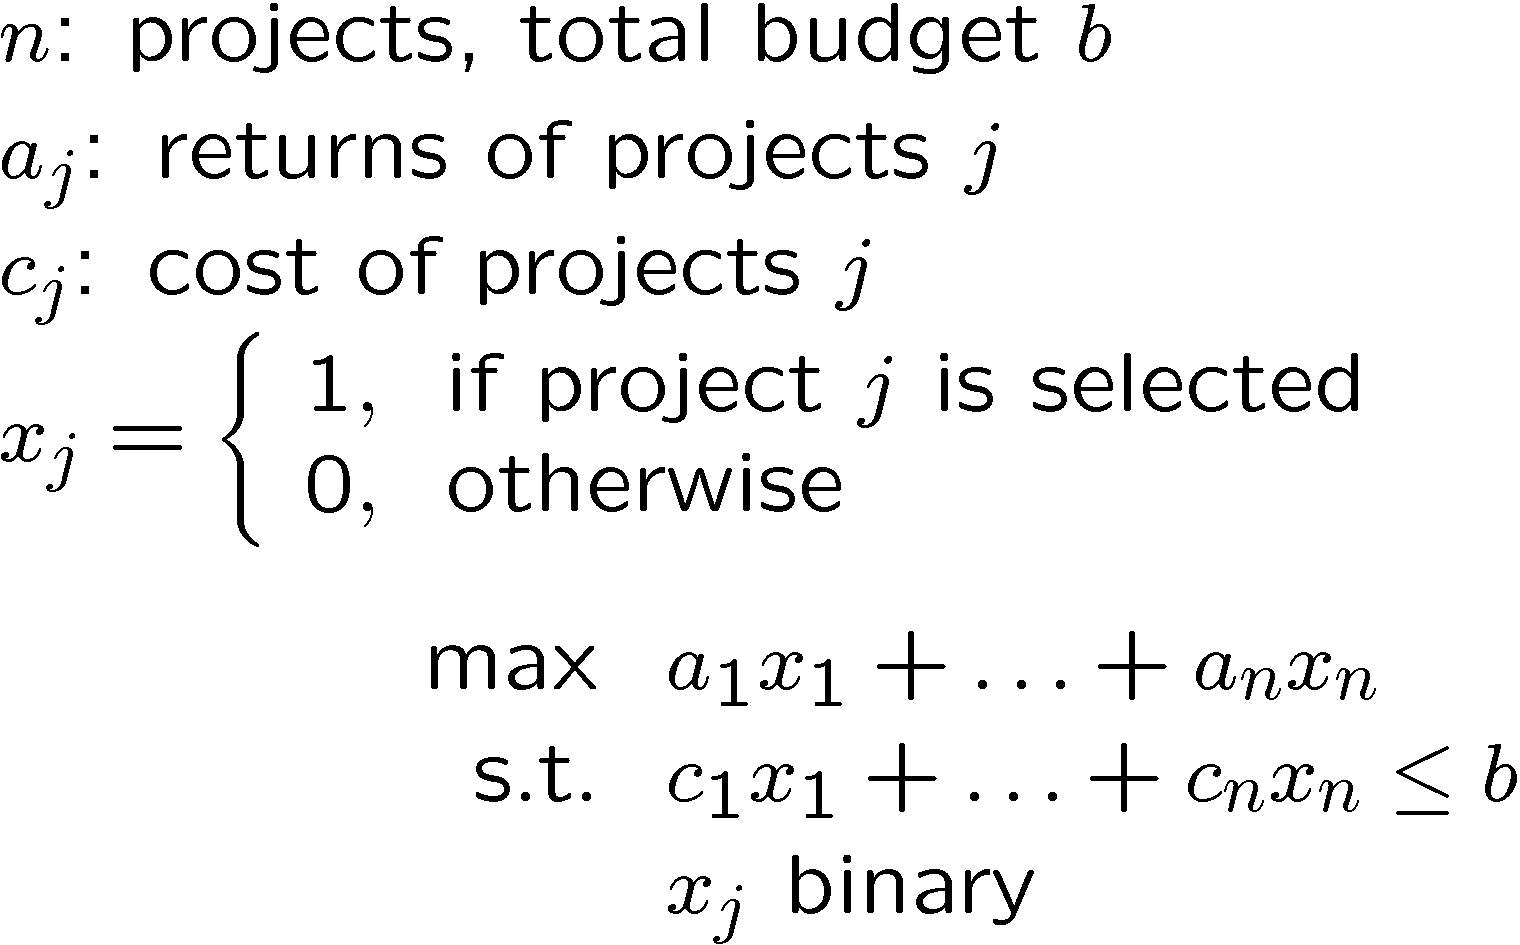 n: projects, total budget b
a_j: returns of projects j
c_j: cost of projects j
x_j = { 1, if project j is selected
0, otherwise
max a_1x_1 + ... + a_nx_n
s.t. c_1x_1 + ... + c_nx_n ≤ b
x_j binary